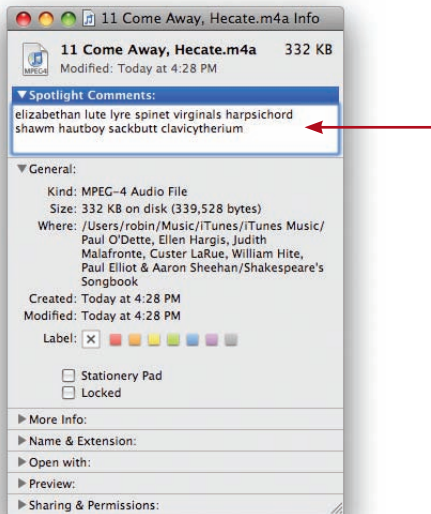 11 Come Away, Hecate.m4a Info
11 Come Away, Hecate.m4a 332 KB
Modified: Today at 4:28 PM
MPEG4
Spotlight Comments:
elizabethan lute lyre spinet virginals harpsichord
shawm hautboy sackbutt clavicytherium
General:
Kind: MPEG-4 Audio File
Size: 332 KB on disk (339,528 bytes)
Where: /Users/robin/Music/iTunes/iTunes Music/
Paul O'Dette, Ellen Hargis, Judith
Malafronte, Custer LaRue, William Hite,
Paul Elliot & Aaron Sheehan/Shakespeare's
Songbook
Created: Today at 4:28 PM
Modified: Today at 4:28 PM
Label:
Stationery Pad
Locked
More Info:
Name & Extension:
Open with:
Preview:
Sharing & Permissions: